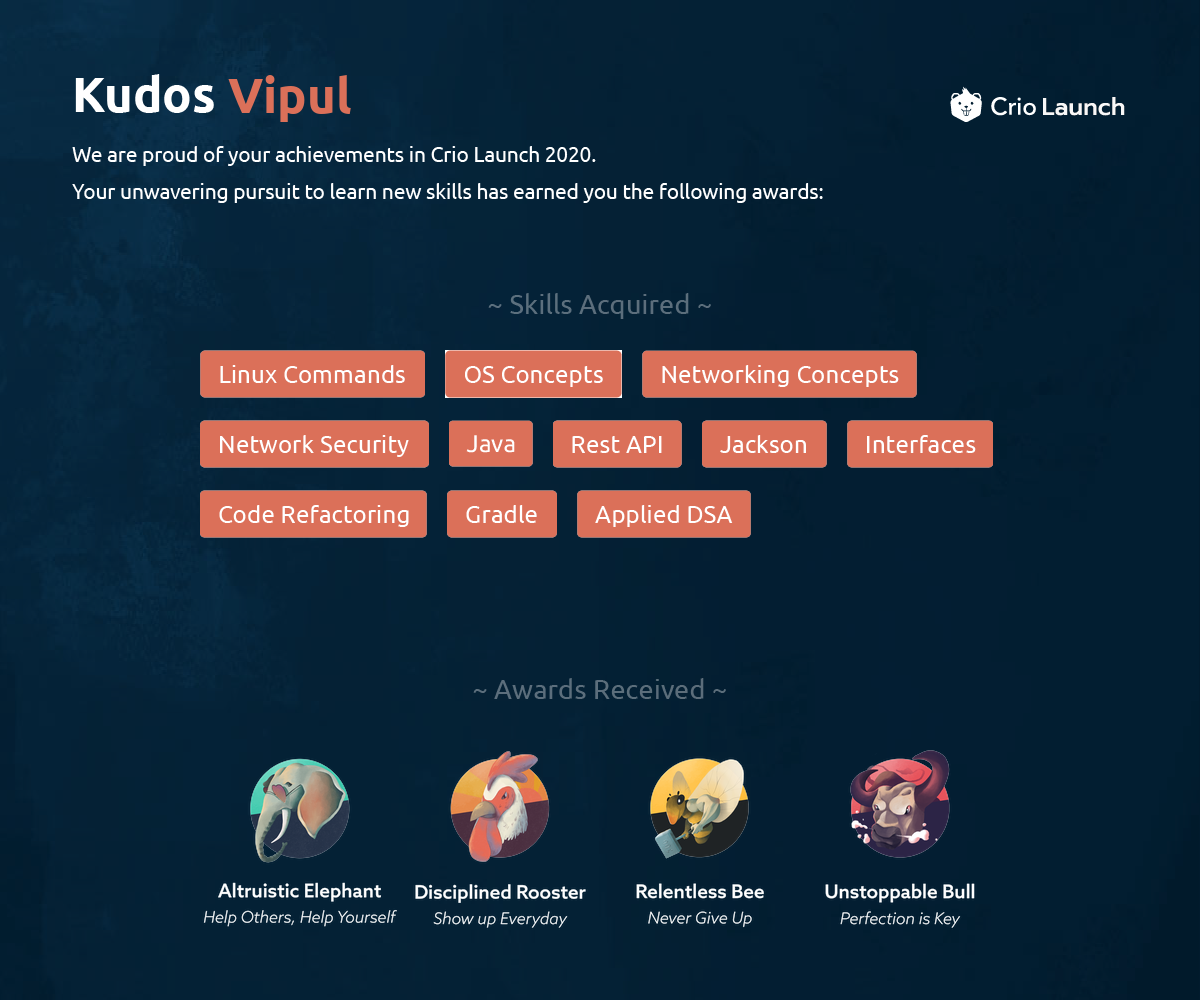 Kudos Vipul
Crio Launch
We are proud of your achievements in Crio Launch 2020.
Your unwavering pursuit to learn new skills has earned you the following awards:
~ Skills Acquired ~
Linux Commands OS Concepts Networking Concepts
Network Security Java Rest API Jackson Interfaces
Code Refactoring Gradle Applied DSA
~ Awards Received ~
Altruistic Elephant Disciplined Rooster Relentless Bee Unstoppable Bull
Help Others, Help Yourself Show up Everyday Never Give Up Perfection is Key